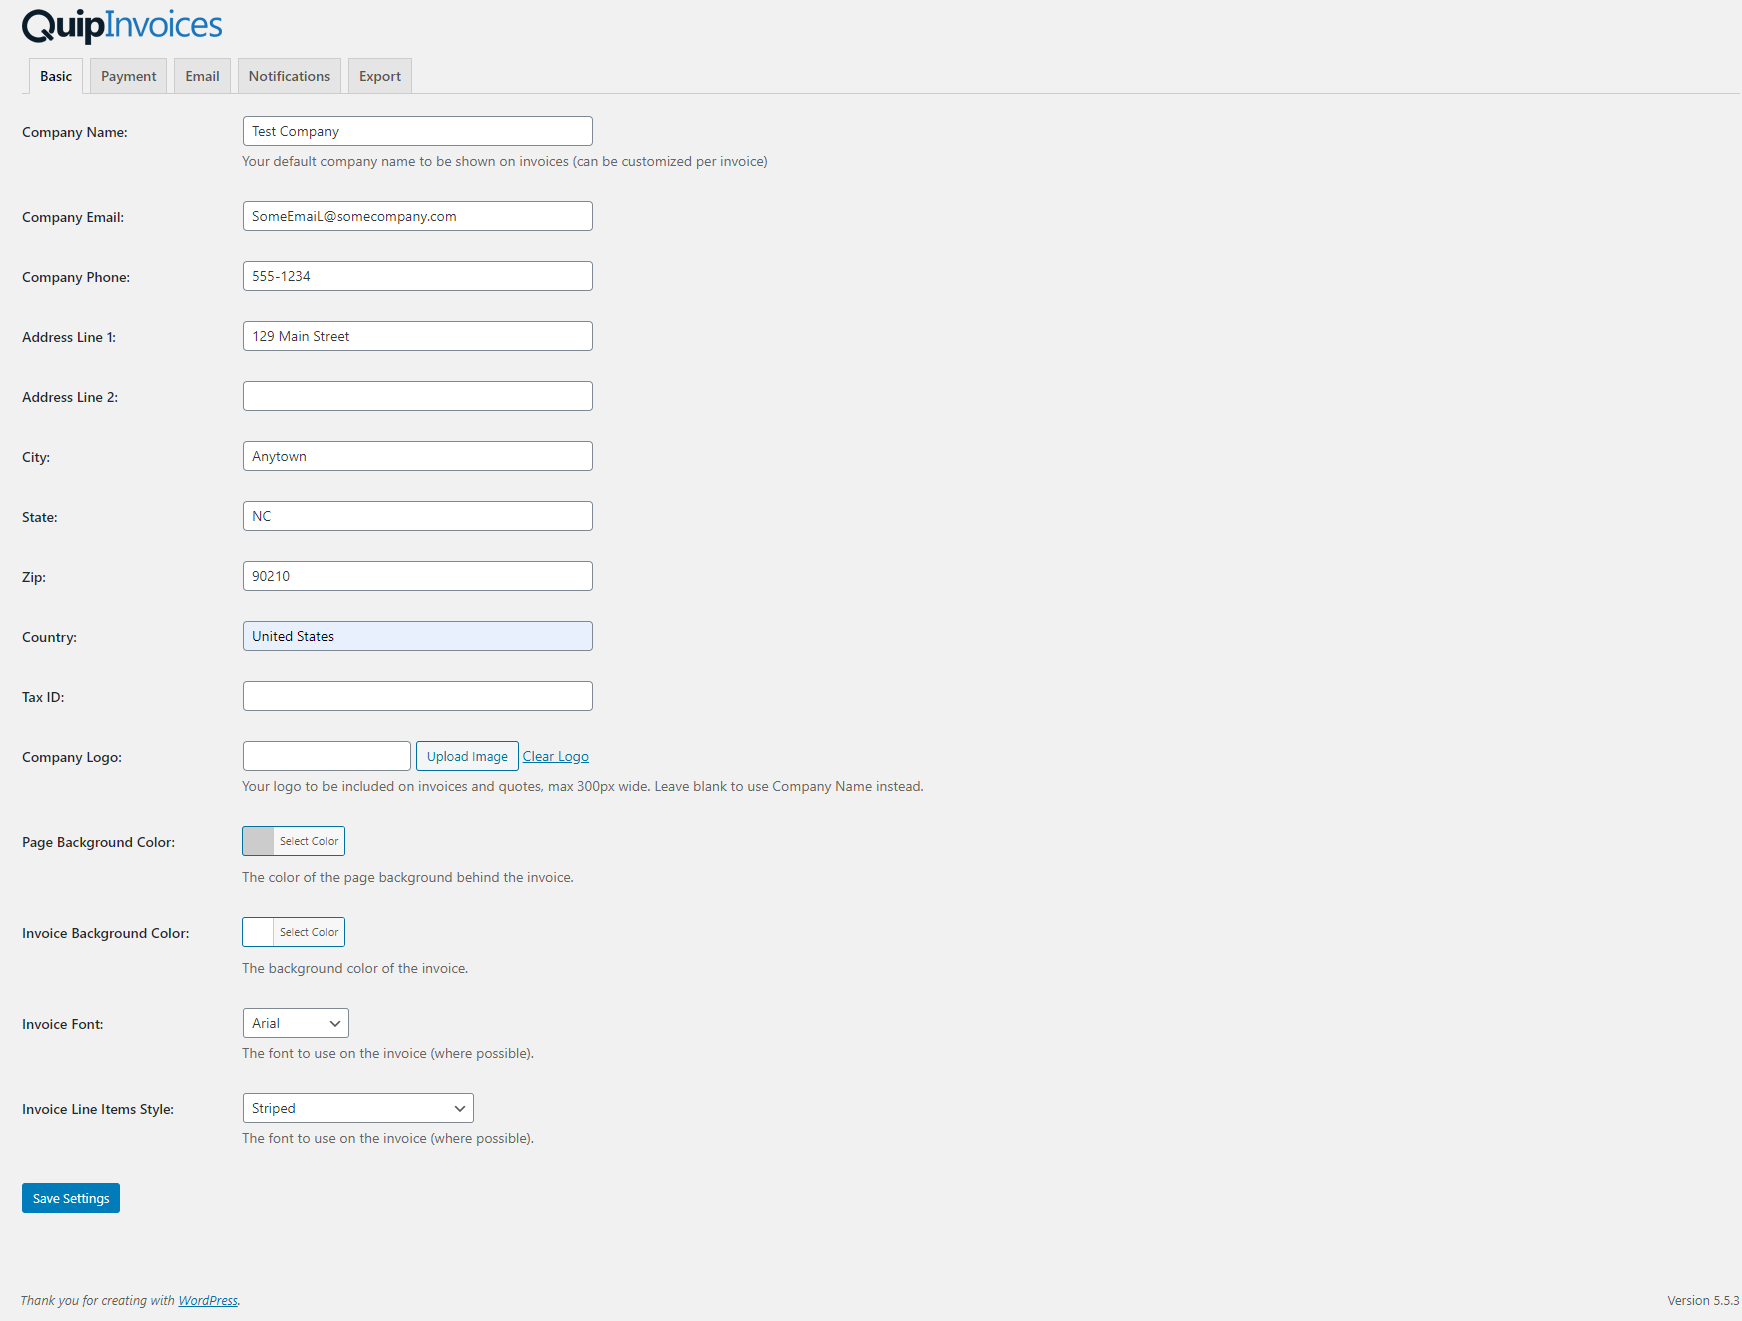 QuipInvoices
Basic Payment Email Notifications Export
Company Name: Test Company
Your default company name to be shown on invoices (can be customized per invoice)
Company Email: SomeEmaiL@somecompany.com
Company Phone: 555-1234
Address Line 1: 129 Main Street
Address Line 2:
City: Anytown
State: NC
Zip: 90210
Country: United States
Tax ID:
Company Logo: Upload Image Clear Logo
Your logo to be included on invoices and quotes, max 300px wide. Leave blank to use Company Name instead.
Page Background Color: Select Color
The color of the page background behind the invoice.
Invoice Background Color: Select Color
The background color of the invoice.
Invoice Font: Arial
The font to use on the invoice (where possible).
Invoice Line Items Style: Striped
The font to use on the invoice (where possible).
Save Settings
Thank you for creating with WordPress. Version 5.5.3